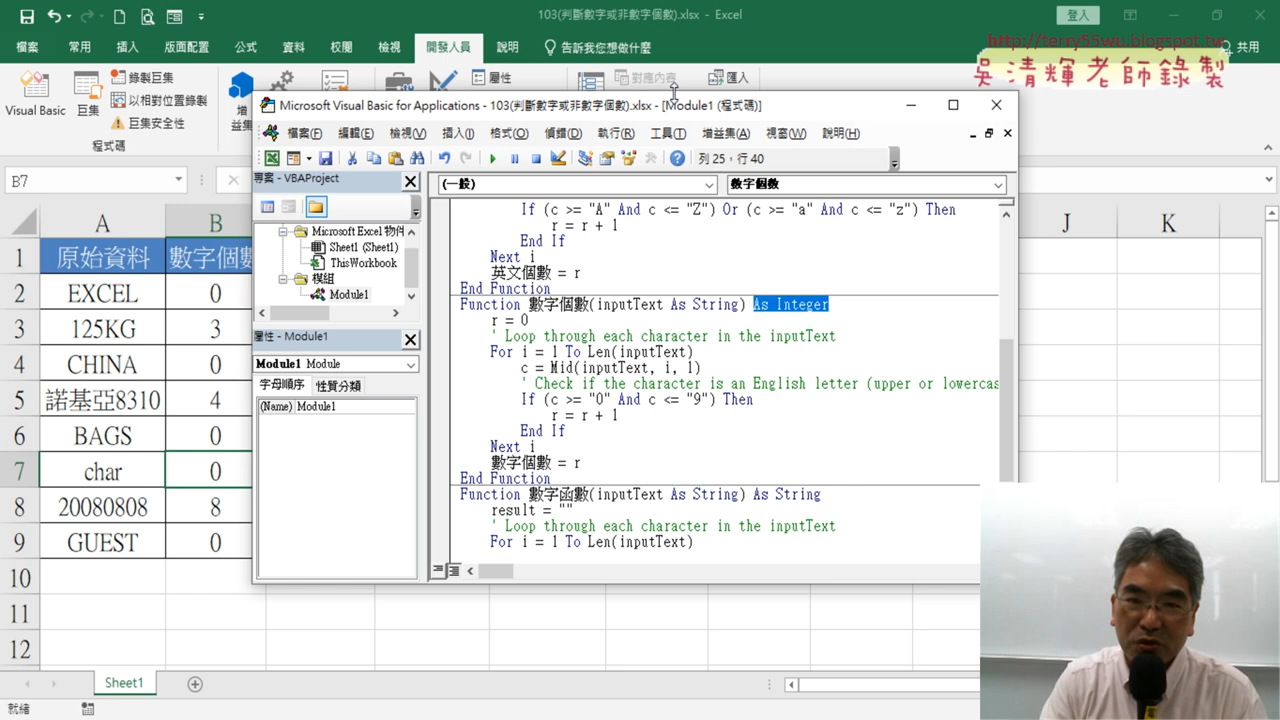 103(判斷數字或非數字個數).xlsx - Excel
登入
檔案 常用 插入 版面配置 公式 資料 校閱 檢視 開發人員 說明 告訴我您想做什麼 共用
http://terry55wu.blogspot.tw
吳清輝老師錄製
Visual Basic 巨集 錄製巨集 以相對位置錄製 巨集安全性 增益集 屬性 對應內容 匯入
程式碼
Microsoft Visual Basic for Applications - 103(判斷數字或非數字個數).xlsx - [Module1 (程式碼)]
檔案(F) 編輯(E) 檢視(V) 插入(I) 格式(O) 偵錯(D) 執行(R) 工具(T) 增益集(A) 視窗(W) 說明(H)
列 25，行 40
B7
專案 - VBAProject
Microsoft Excel 物件
Sheet1 (Sheet1)
ThisWorkbook
模組
Module1
屬性 - Module1
Module1 Module
字母順序 性質分類
(Name) Module1
(一般) 數字個數
If (c >= "A" And c <= "Z") Or (c >= "a" And c <= "z") Then
r = r + 1
End If
Next i
英文個數 = r
End Function
Function 數字個數(inputText As String) As Integer
r = 0
' Loop through each character in the inputText
For i = 1 To Len(inputText)
c = Mid(inputText, i, 1)
' Check if the character is an English letter (upper or lowercas
If (c >= "0" And c <= "9") Then
r = r + 1
End If
Next i
數字個數 = r
End Function
Function 數字函數(inputText As String) As String
result = ""
' Loop through each character in the inputText
For i = 1 To Len(inputText)
A B J K
1 原始資料 數字個數
2 EXCEL 0
3 125KG 3
4 CHINA 0
5 諾基亞8310 4
6 BAGS 0
7 char 0
8 20080808 8
9 GUEST 0
10
11
12
Sheet1
就緒